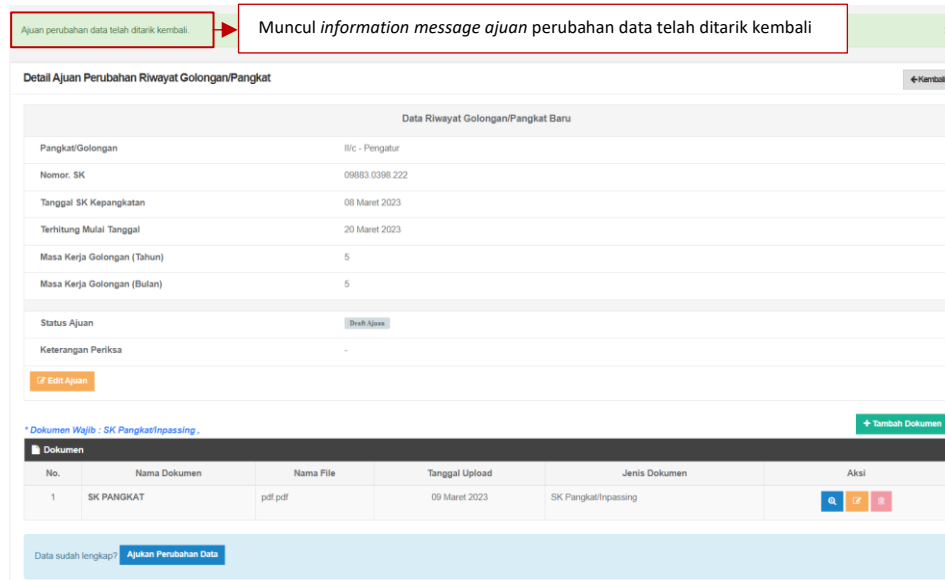 Ajuan perubahan data telah ditarik kembali.
Muncul information message ajuan perubahan data telah ditarik kembali
Detail Ajuan Perubahan Riwayat Golongan/Pangkat
Kembali
Data Riwayat Golongan/Pangkat Baru
Pangkat/Golongan II/c - Pengatur
Nomor. SK 09883.0398.222
Tanggal SK Kepangkatan 08 Maret 2023
Terhitung Mulai Tanggal 20 Maret 2023
Masa Kerja Golongan (Tahun) 5
Masa Kerja Golongan (Bulan) 5
Status Ajuan Draft Ajuan
Keterangan Periksa -
Edit Ajuan
* Dokumen Wajib : SK Pangkat/Inpassing ,
+ Tambah Dokumen
Dokumen
No. Nama Dokumen Nama File Tanggal Upload Jenis Dokumen Aksi
1 SK PANGKAT pdf.pdf 09 Maret 2023 SK Pangkat/Inpassing
Data sudah lengkap? Ajukan Perubahan Data